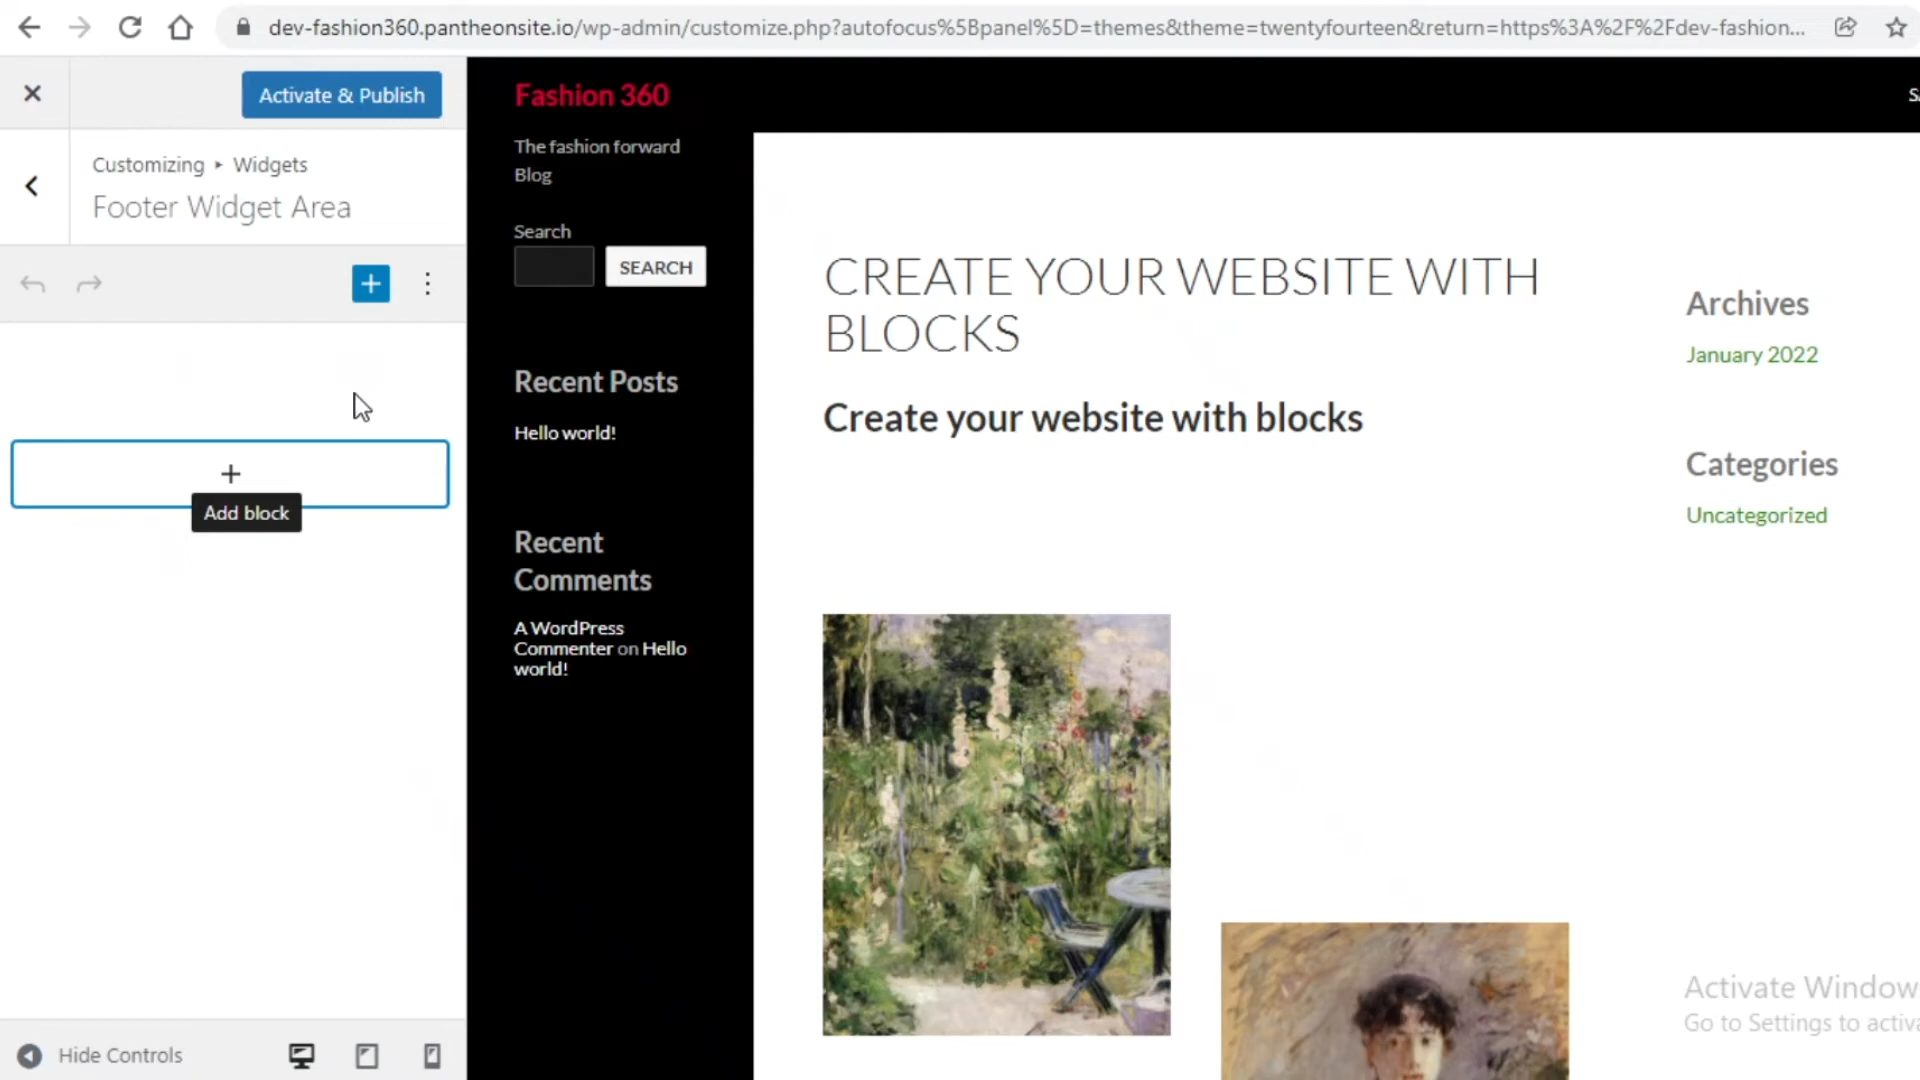 dev-fashion360.pantheonsite.io/wp-admin/customize.php?autofocus%5Bpanel%5D=themes&theme=twentyfourteen&return=https%3A%2F%2Fdev-fashion...
Activate & Publish
Customizing ▸ Widgets
Footer Widget Area
Add block
Hide Controls
Fashion 360
The fashion forward
Blog
Search
SEARCH
Recent Posts
Hello world!
Recent
Comments
A WordPress
Commenter on Hello
world!
CREATE YOUR WEBSITE WITH
BLOCKS
Create your website with blocks
Archives
January 2022
Categories
Uncategorized
Activate Window
Go to Settings to activa